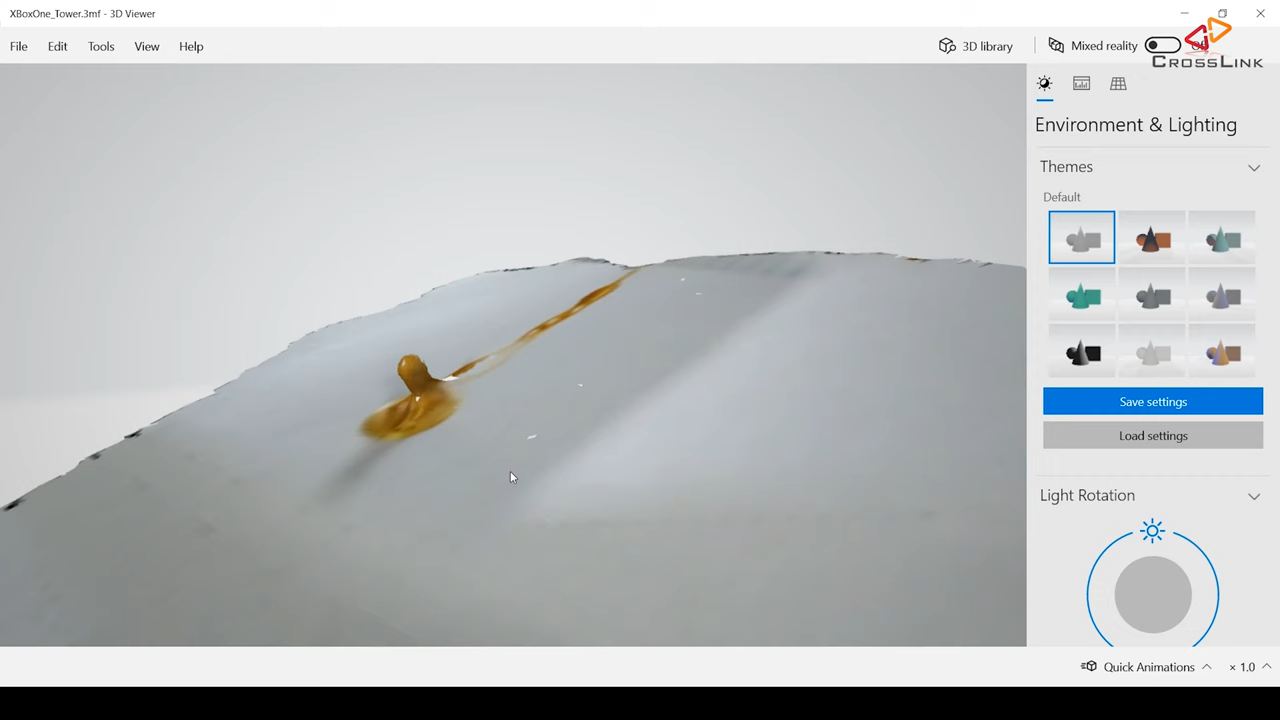 XBoxOne_Tower.3mf - 3D Viewer
File Edit Tools View Help
3D library
Mixed reality
CROSSLINK
Environment & Lighting
Themes
Default
Save settings
Load settings
Light Rotation
Quick Animations × 1.0